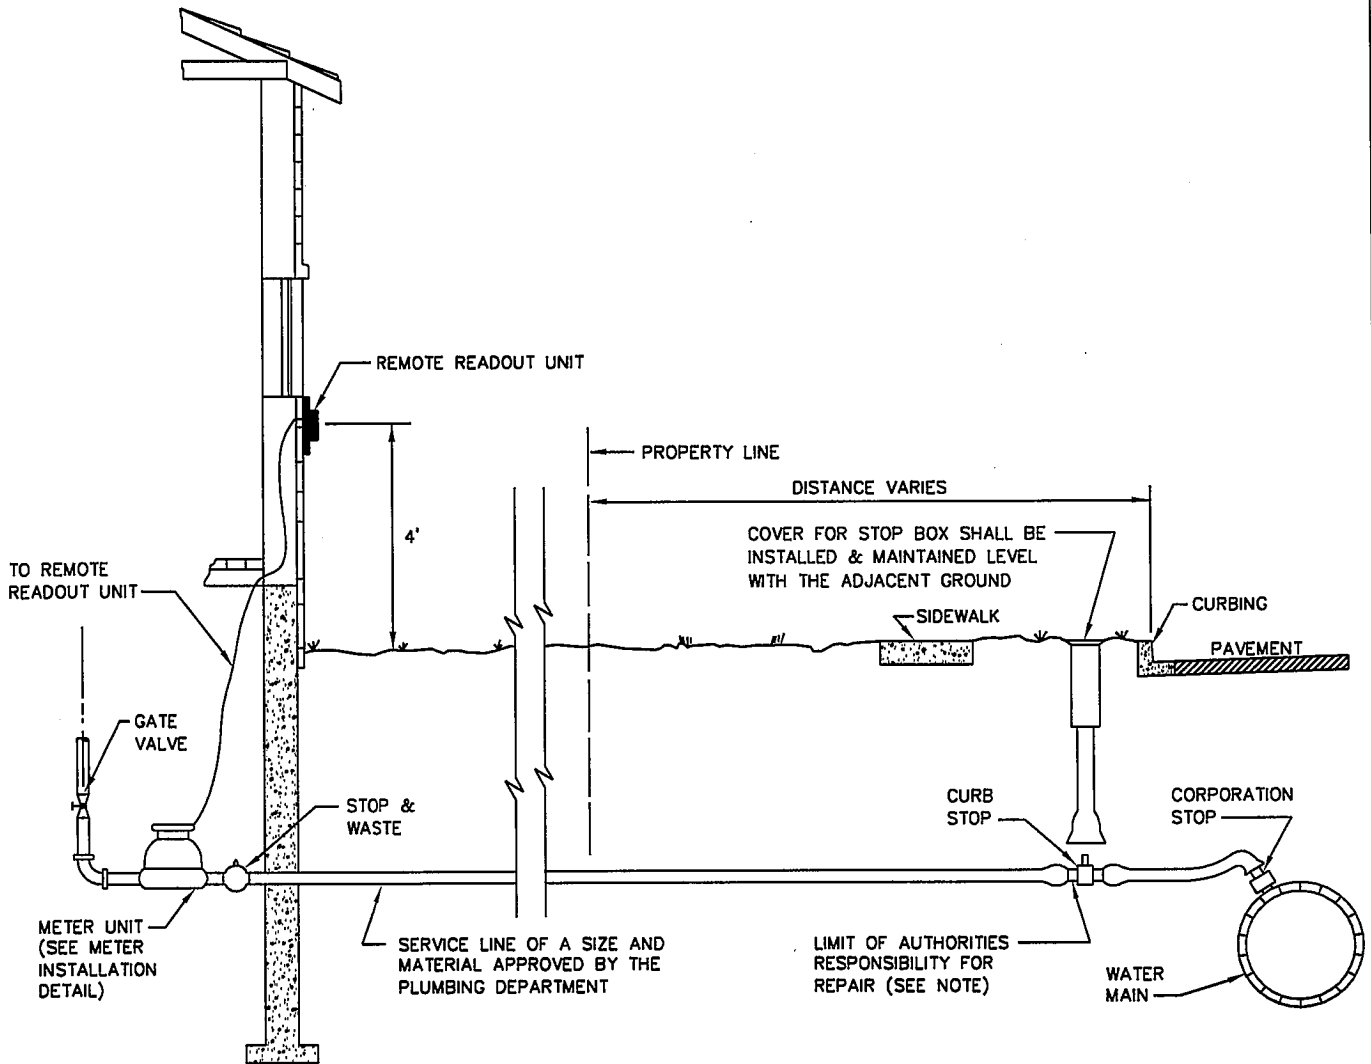 REMOTE READOUT UNIT
PROPERTY LINE
DISTANCE VARIES
4'
COVER FOR STOP BOX SHALL BE
INSTALLED & MAINTAINED LEVEL
WITH THE ADJACENT GROUND
TO REMOTE
READOUT UNIT
SIDEWALK
CURBING
PAVEMENT
GATE
VALVE
STOP &
WASTE
CURB
STOP
CORPORATION
STOP
METER UNIT
(SEE METER
INSTALLATION
DETAIL)
SERVICE LINE OF A SIZE AND
MATERIAL APPROVED BY THE
PLUMBING DEPARTMENT
LIMIT OF AUTHORITIES
RESPONSIBILITY FOR
REPAIR (SEE NOTE)
WATER
MAIN